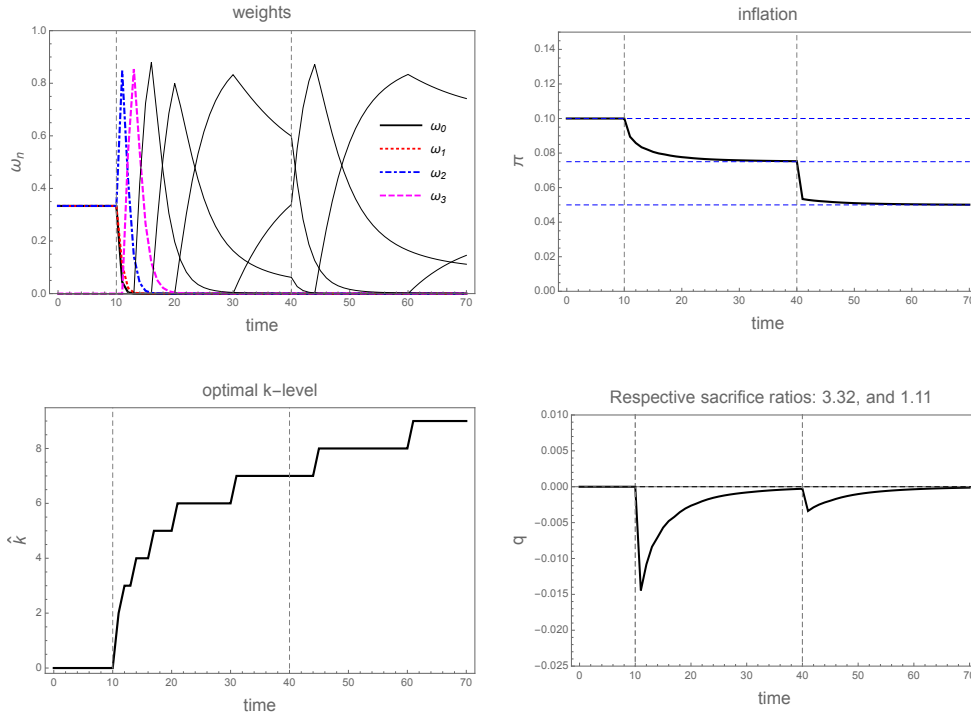 weights
1.0
0.8
0.6
0.4
0.2
0.0
ωn
ω0
ω1
ω2
ω3
0 10 20 30 40 50 60 70
time
inflation
0.14
0.12
0.10
0.08
0.06
0.04
0.02
0.00
π
0 10 20 30 40 50 60 70
time
optimal k-level
8
6
4
2
0
k̂
0 10 20 30 40 50 60 70
time
Respective sacrifice ratios: 3.32, and 1.11
0.010
0.005
0.000
−0.005
−0.010
−0.015
−0.020
−0.025
q
0 10 20 30 40 50 60 70
time